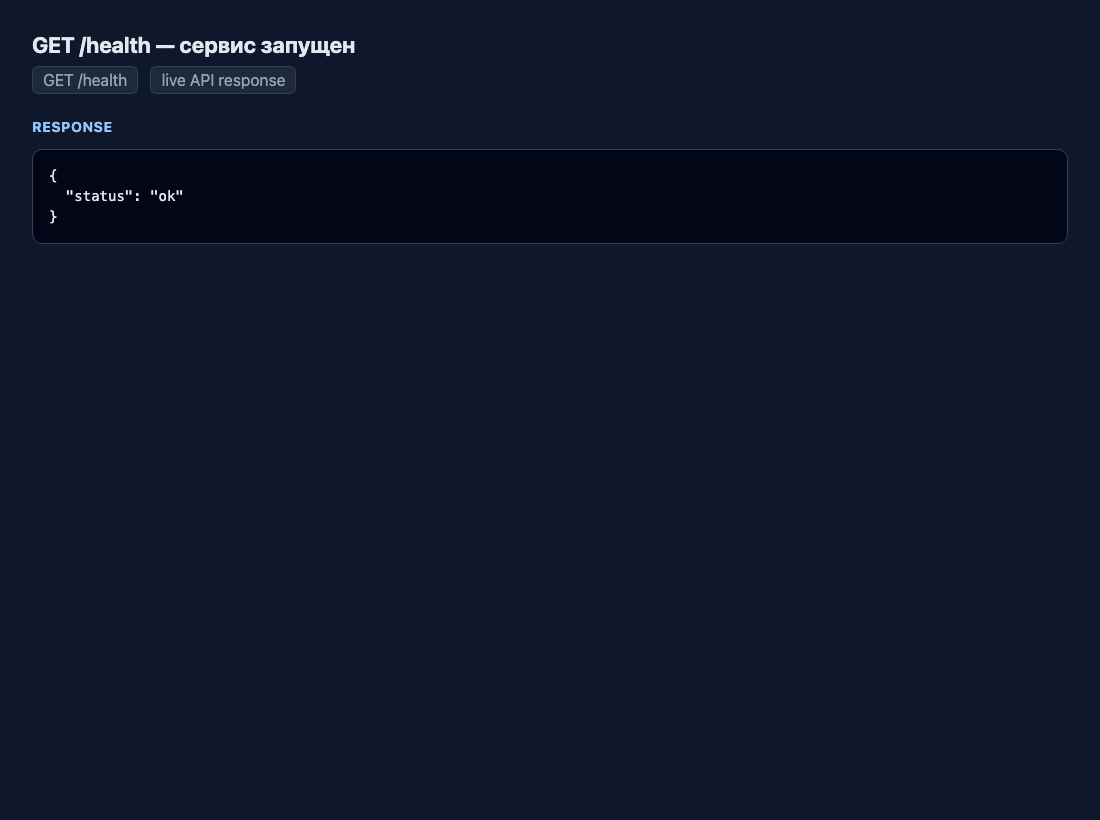 GET /health — сервис запущен
GET /health live API response
RESPONSE
{
  "status": "ok"
}